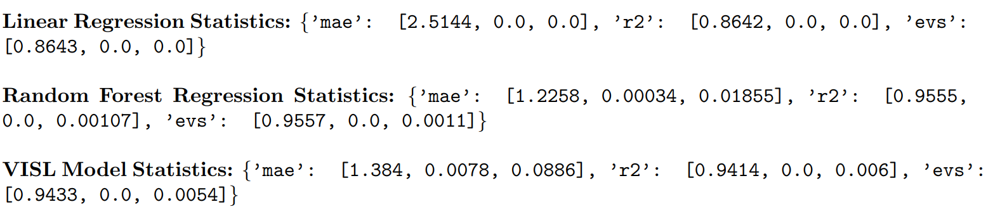 Linear Regression Statistics: {’mae’: [2.5144, 0.0, 0.0], ’r2’: [0.8642, 0.0, 0.0], ’evs’:
[0.8643, 0.0, 0.0]}
Random Forest Regression Statistics: {’mae’: [1.2258, 0.00034, 0.01855], ’r2’: [0.9555,
0.0, 0.00107], ’evs’: [0.9557, 0.0, 0.0011]}
VISL Model Statistics: {’mae’: [1.384, 0.0078, 0.0886], ’r2’: [0.9414, 0.0, 0.006], ’evs’:
[0.9433, 0.0, 0.0054]}